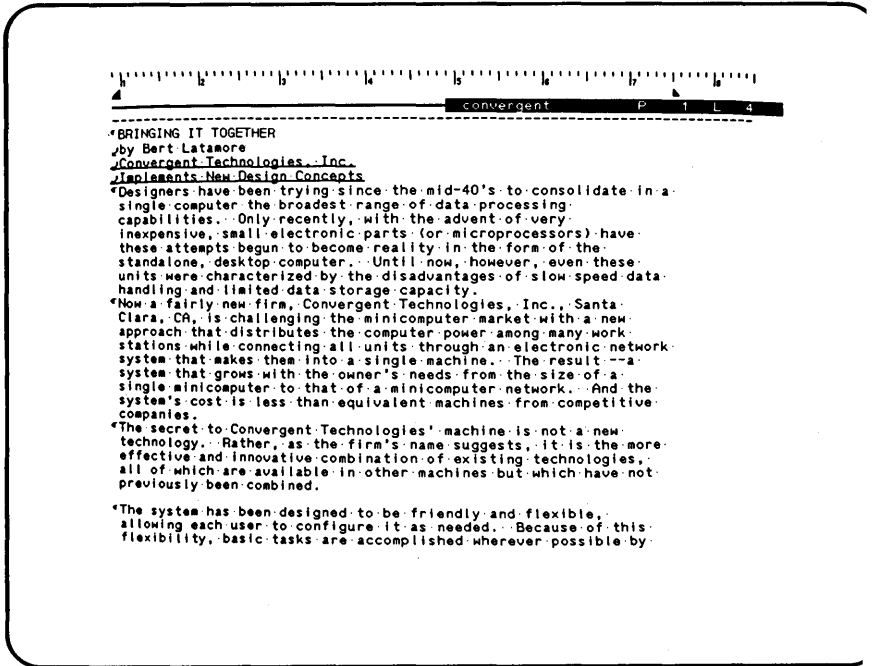 1 2 3 4 5 6 7 8
convergent P 1 L 4
BRINGING IT TOGETHER
by Bert Latamore
Convergent Technologies, Inc.
Implements New Design Concepts
Designers have been trying since the mid-40's to consolidate in a
single computer the broadest range of data processing
capabilities. Only recently, with the advent of very
inexpensive, small electronic parts (or microprocessors) have
these attempts begun to become reality in the form of the
standalone, desktop computer. Until now, however, even these
units were characterized by the disadvantages of slow speed data
handling and limited data storage capacity.
Now a fairly new firm, Convergent Technologies, Inc., Santa
Clara, CA, is challenging the minicomputer market with a new
approach that distributes the computer power among many work
stations while connecting all units through an electronic network
system that makes them into a single machine. The result --a
system that grows with the owner's needs from the size of a
single minicomputer to that of a minicomputer network. And the
system's cost is less than equivalent machines from competitive
companies.
The secret to Convergent Technologies' machine is not a new
technology. Rather, as the firm's name suggests, it is the more
effective and innovative combination of existing technologies,
all of which are available in other machines but which have not
previously been combined.
The system has been designed to be friendly and flexible,
allowing each user to configure it as needed. Because of this
flexibility, basic tasks are accomplished wherever possible by